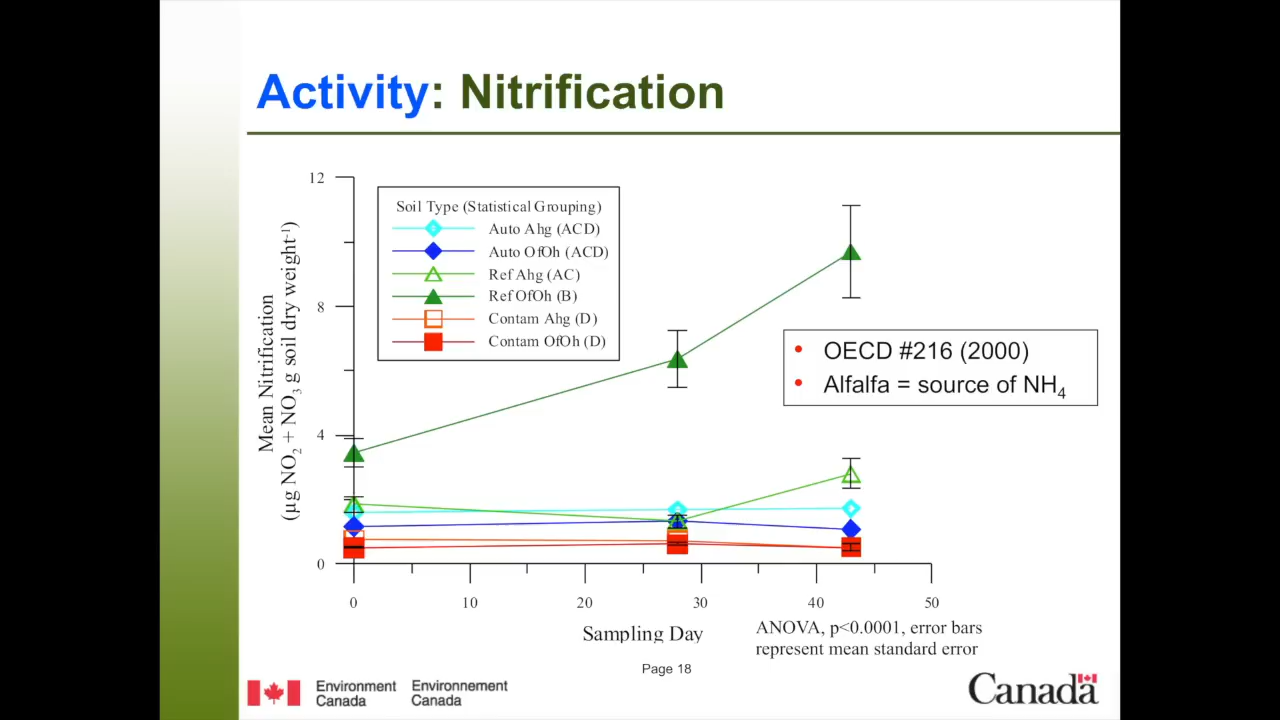 Activity: Nitrification
12
8
4
0
Mean Nitrification
(µg NO2 + NO3 g soil dry weight-1)
Soil Type (Statistical Grouping)
Auto Ahg (ACD)
Auto OfOh (ACD)
Ref Ahg (AC)
Ref OfOh (B)
Contam Ahg (D)
Contam OfOh (D)
• OECD #216 (2000)
• Alfalfa = source of NH4
0 10 20 30 40 50
Sampling Day
ANOVA, p<0.0001, error bars
represent mean standard error
Page 18
Environment Environnement
Canada Canada
Canada